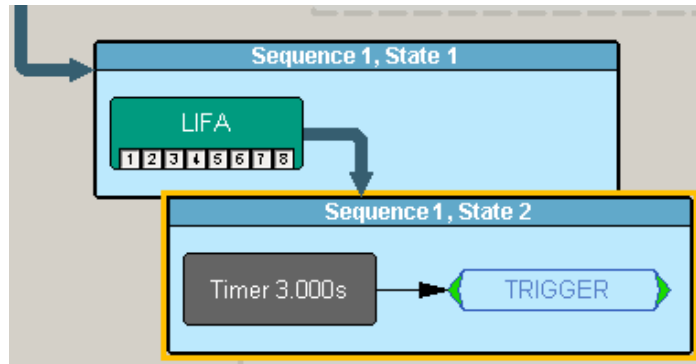 Sequence 1, State 1
LIFA
1 2 3 4 5 6 7 8
Sequence 1, State 2
Timer 3.000s
TRIGGER